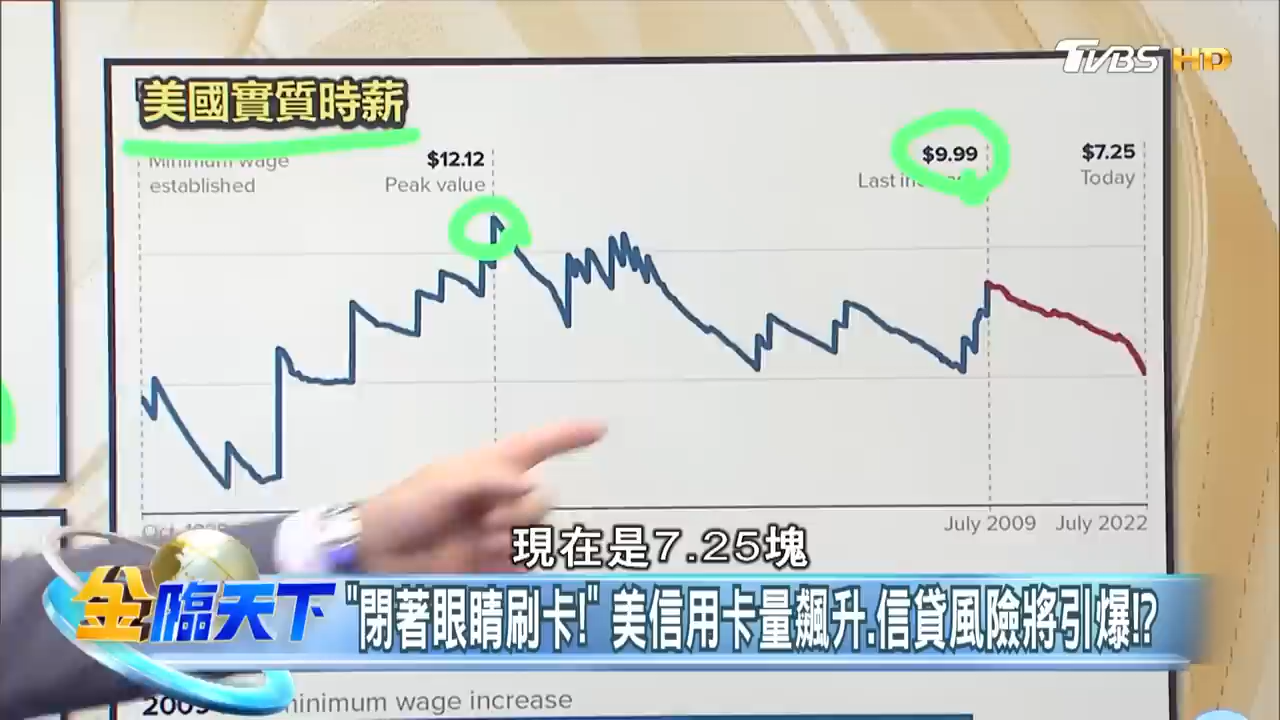 TVBS HD
美國實質時薪
Minimum wage
established
$12.12
Peak value
$9.99
Last
$7.25
Today
July 2009
July 2022
現在是7.25塊
金臨天下
"閉著眼睛刷卡!" 美信用卡量飆升.信貸風險將引爆!?
minimum wage increase